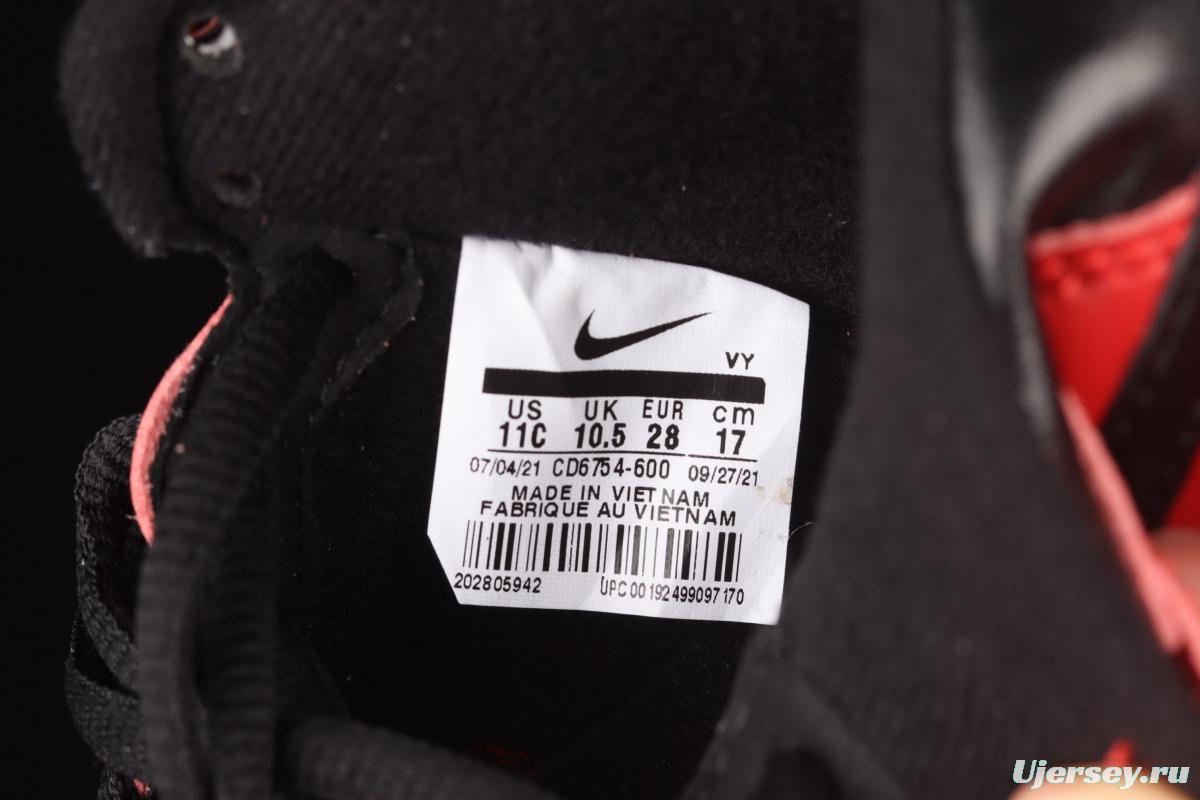 VY
US UK EUR cm
11C 10.5 28 17
07/04/21 CD6754-600 09/27/21
MADE IN VIETNAM
FABRIQUE AU VIETNAM
202805942 UPC 00192499097170
Ujersey.ru